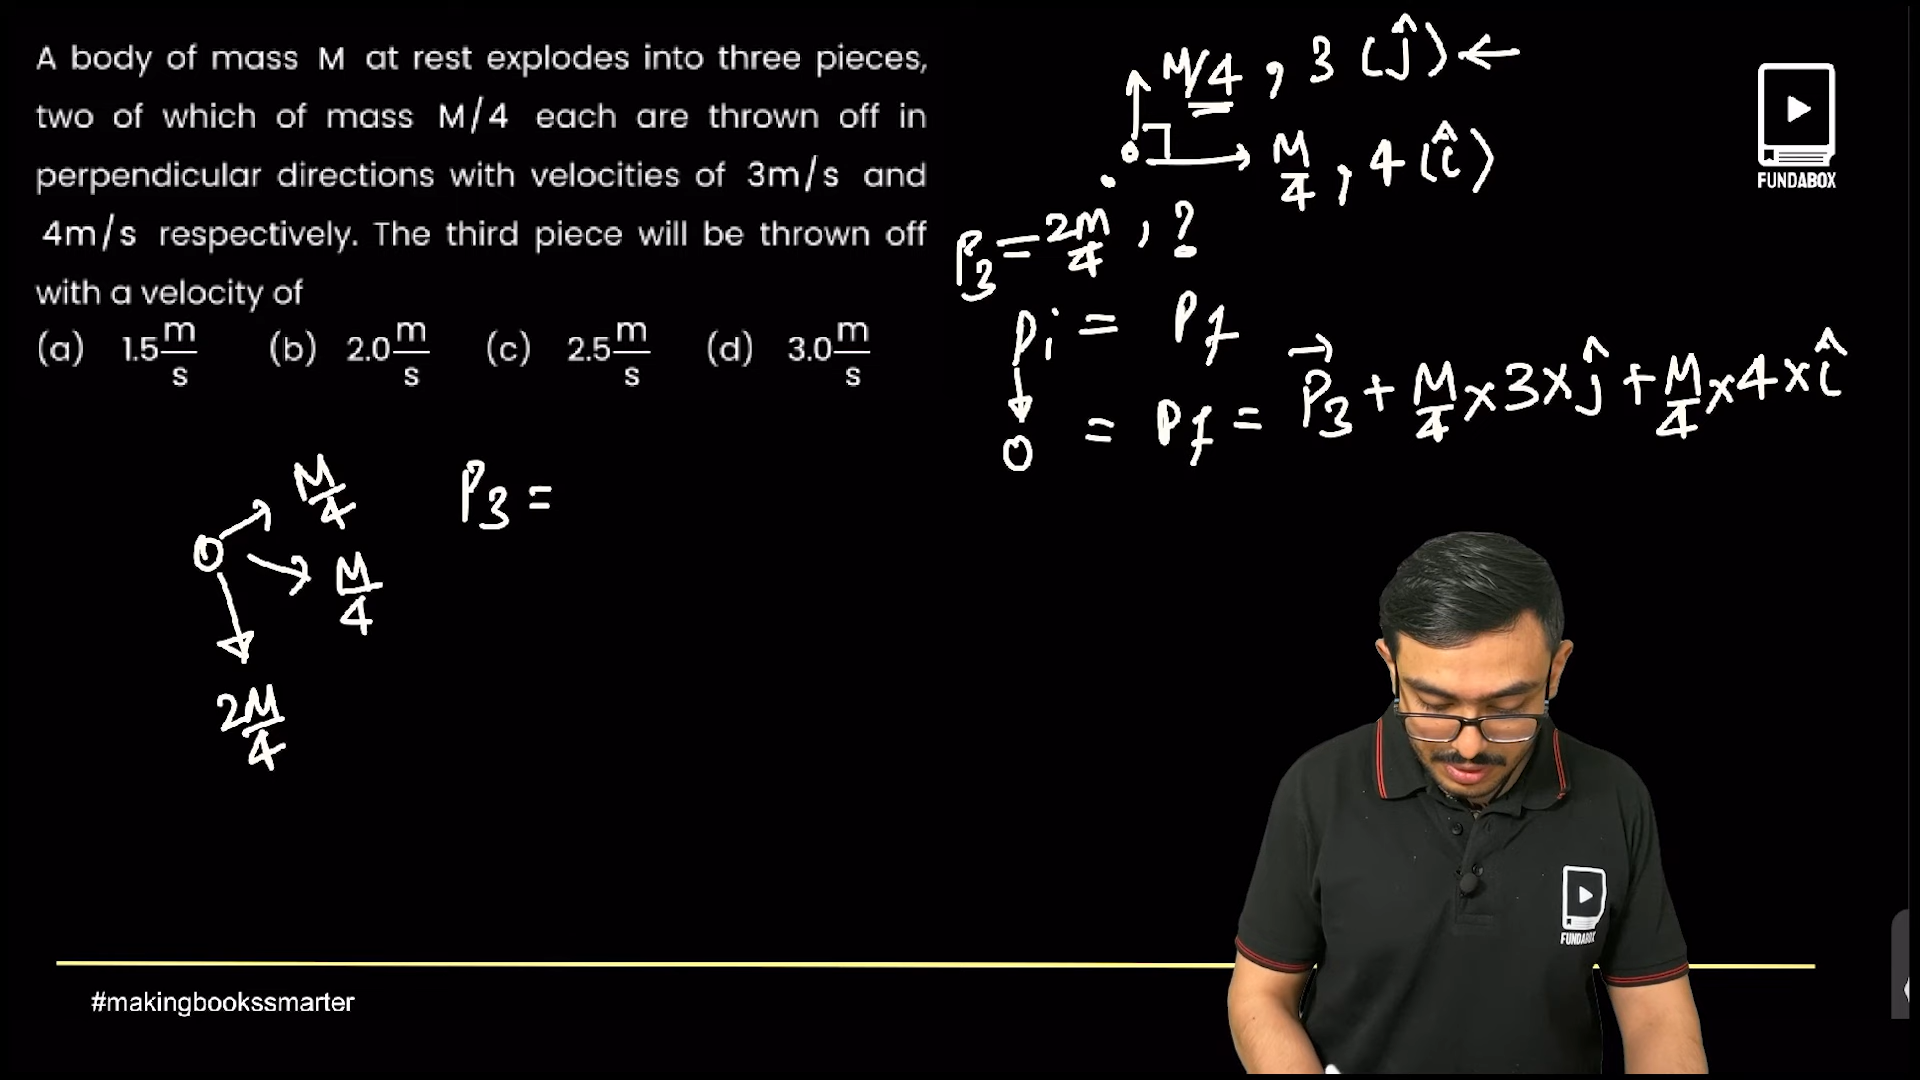 A body of mass M at rest explodes into three pieces,
two of which of mass M/4 each are thrown off in
perpendicular directions with velocities of 3m/s and
4m/s respectively. The third piece will be thrown off
with a velocity of
(a) 1.5 m/s (b) 2.0 m/s (c) 2.5 m/s (d) 3.0 m/s
M/4
P3 =
M/4
2M/4
M/4 , 3 (ĵ) ←
M/4 , 4 (î)
P3 = 2M/4 , ?
Pi = Pf
0 = Pf = P⃗3 + M/4 × 3 × ĵ + M/4 × 4 × î
FUNDABOX
FUNDABOX
#makingbookssmarter